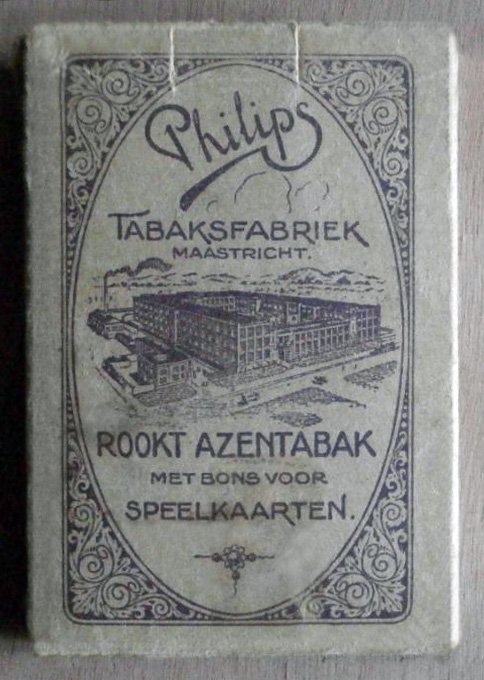 Philips
TABAKSFABRIEK
MAASTRICHT.
ROOKT AZENTABAK
MET BONS VOOR
SPEELKAARTEN.